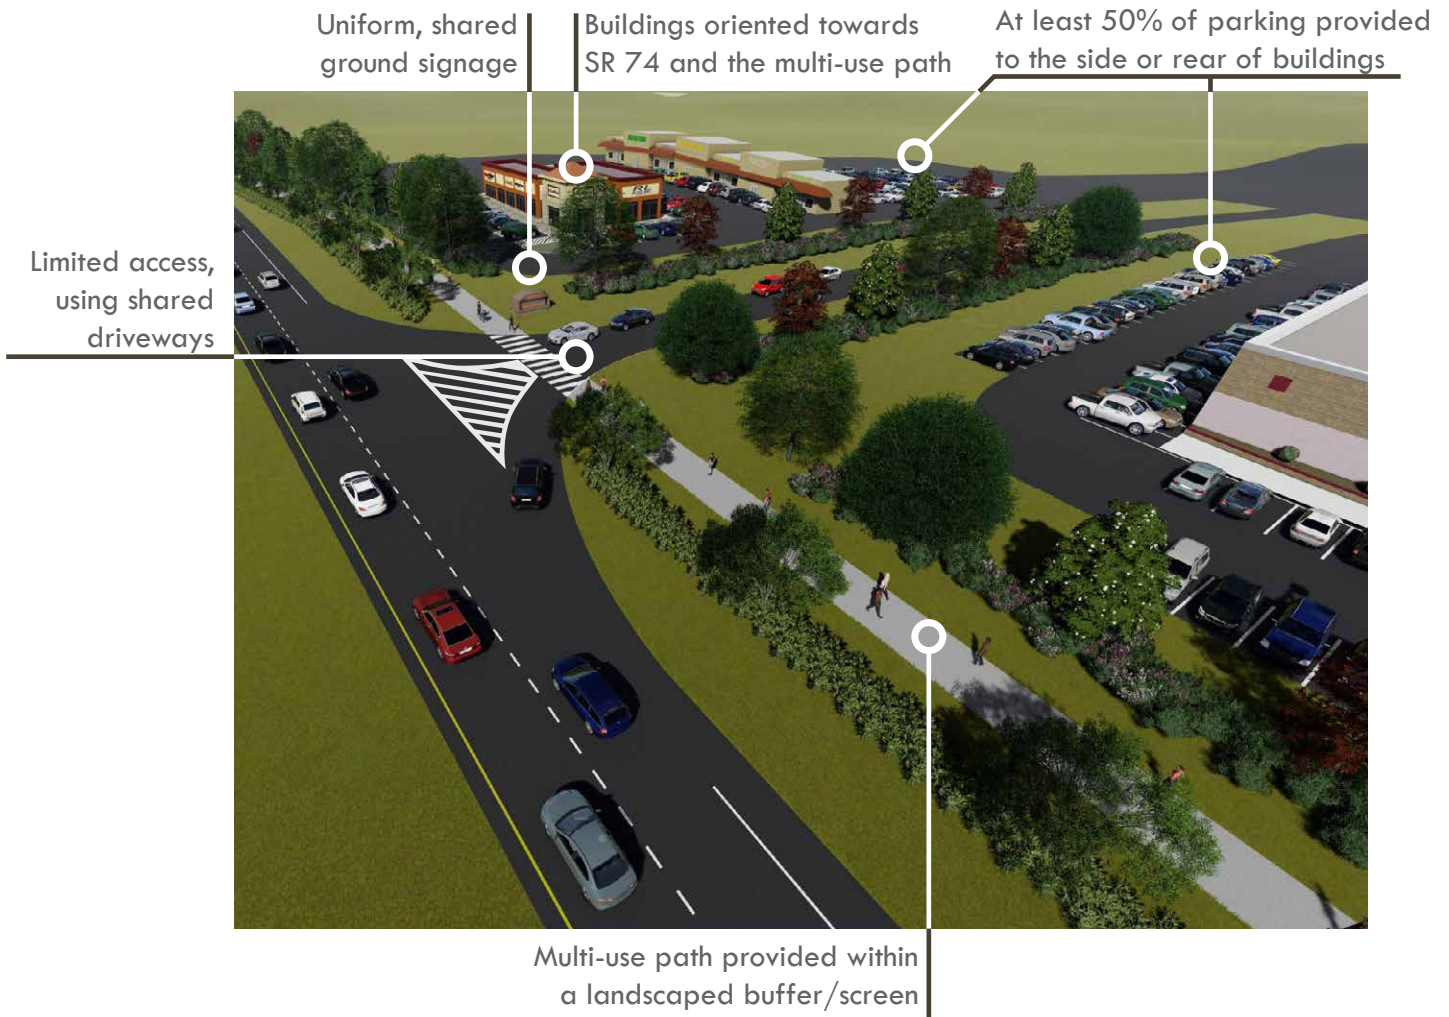 Uniform, shared
ground signage
Buildings oriented towards
SR 74 and the multi-use path
At least 50% of parking provided
to the side or rear of buildings
Limited access,
using shared
driveways
Multi-use path provided within
a landscaped buffer/screen